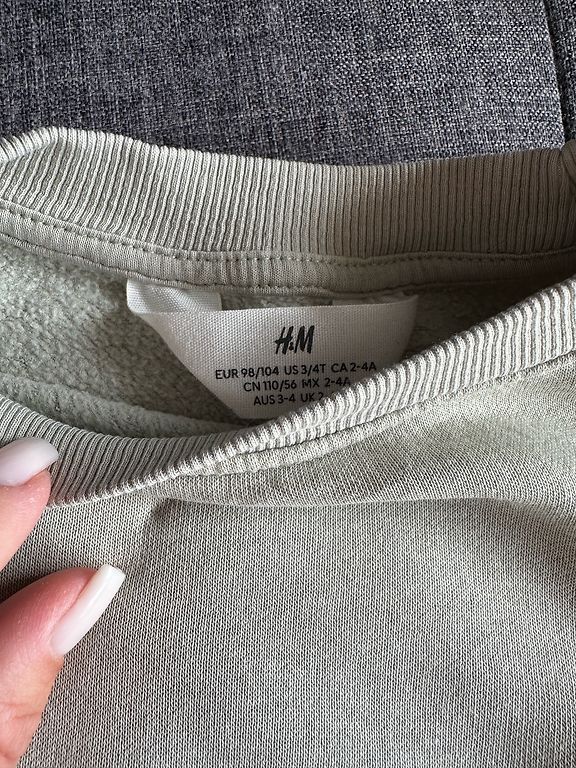 H&M
EUR 98/104 US 3/4T CA 2-4A
CN 110/56 MX 2-4A
AUS 3-4 UK